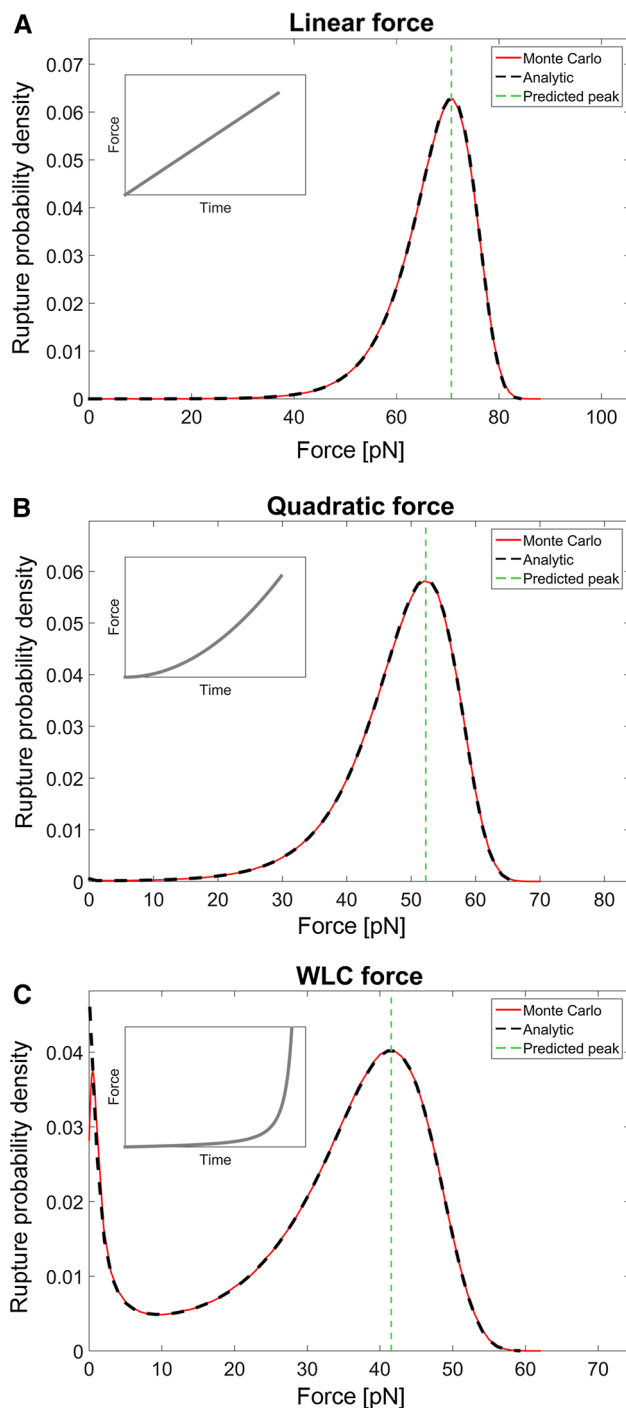 A
Linear force
Monte Carlo
Analytic
Predicted peak
Force
Time
Rupture probability density
0.07
0.06
0.05
0.04
0.03
0.02
0.01
0
0 20 40 60 80 100
Force [pN]
B
Quadratic force
Monte Carlo
Analytic
Predicted peak
Force
Time
Rupture probability density
0.06
0.05
0.04
0.03
0.02
0.01
0
0 10 20 30 40 50 60 70 80
Force [pN]
C
WLC force
Monte Carlo
Analytic
Predicted peak
Force
Time
Rupture probability density
0.04
0.03
0.02
0.01
0
0 10 20 30 40 50 60 70
Force [pN]